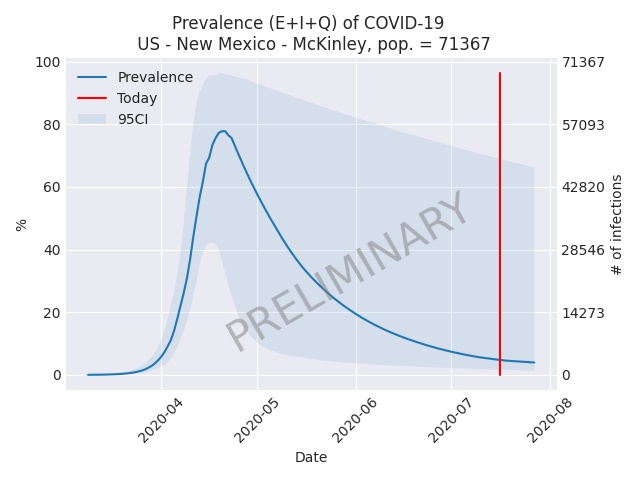 Prevalence (E+I+Q) of COVID-19
US - New Mexico - McKinley, pop. = 71367
100
80
60
40
20
0
%
Prevalence
Today
95CI
PRELIMINARY
71367
57093
42820
28546
14273
0
# of infections
2020-04
2020-05
2020-06
2020-07
2020-08
Date